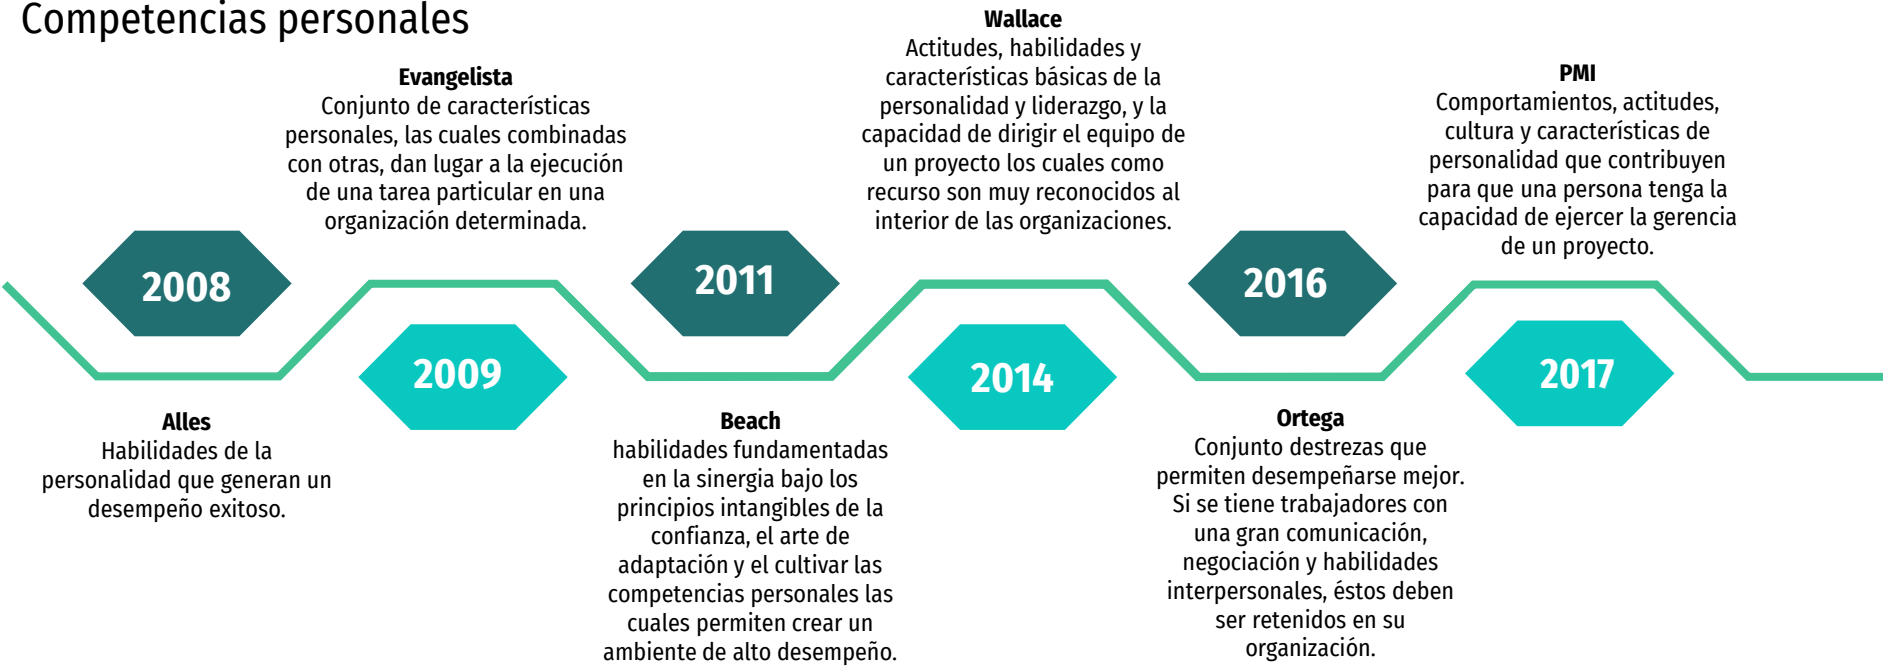 Competencias personales
2008
Alles
Habilidades de la
personalidad que generan un
desempeño exitoso.
Evangelista
Conjunto de características
personales, las cuales combinadas
con otras, dan lugar a la ejecución
de una tarea particular en una
organización determinada.
2009
2011
Beach
habilidades fundamentadas
en la sinergia bajo los
principios intangibles de la
confianza, el arte de
adaptación y el cultivar las
competencias personales las
cuales permiten crear un
ambiente de alto desempeño.
Wallace
Actitudes, habilidades y
características básicas de la
personalidad y liderazgo, y la
capacidad de dirigir el equipo de
un proyecto los cuales como
recurso son muy reconocidos al
interior de las organizaciones.
2014
2016
Ortega
Conjunto destrezas que
permiten desempeñarse mejor.
Si se tiene trabajadores con
una gran comunicación,
negociación y habilidades
interpersonales, éstos deben
ser retenidos en su
organización.
PMI
Comportamientos, actitudes,
cultura y características de
personalidad que contribuyen
para que una persona tenga la
capacidad de ejercer la gerencia
de un proyecto.
2017